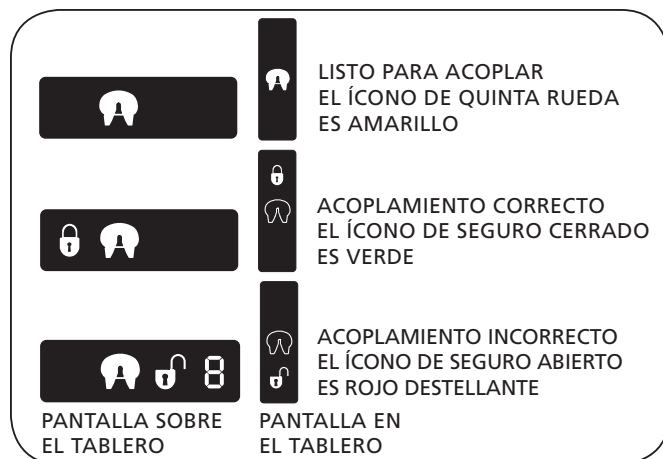 LISTO PARA ACOPLAR
EL ÍCONO DE QUINTA RUEDA
ES AMARILLO
ACOPLAMIENTO CORRECTO
EL ÍCONO DE SEGURO CERRADO
ES VERDE
8
ACOPLAMIENTO INCORRECTO
EL ÍCONO DE SEGURO ABIERTO
ES ROJO DESTELLANTE
PANTALLA SOBRE
EL TABLERO
PANTALLA EN
EL TABLERO